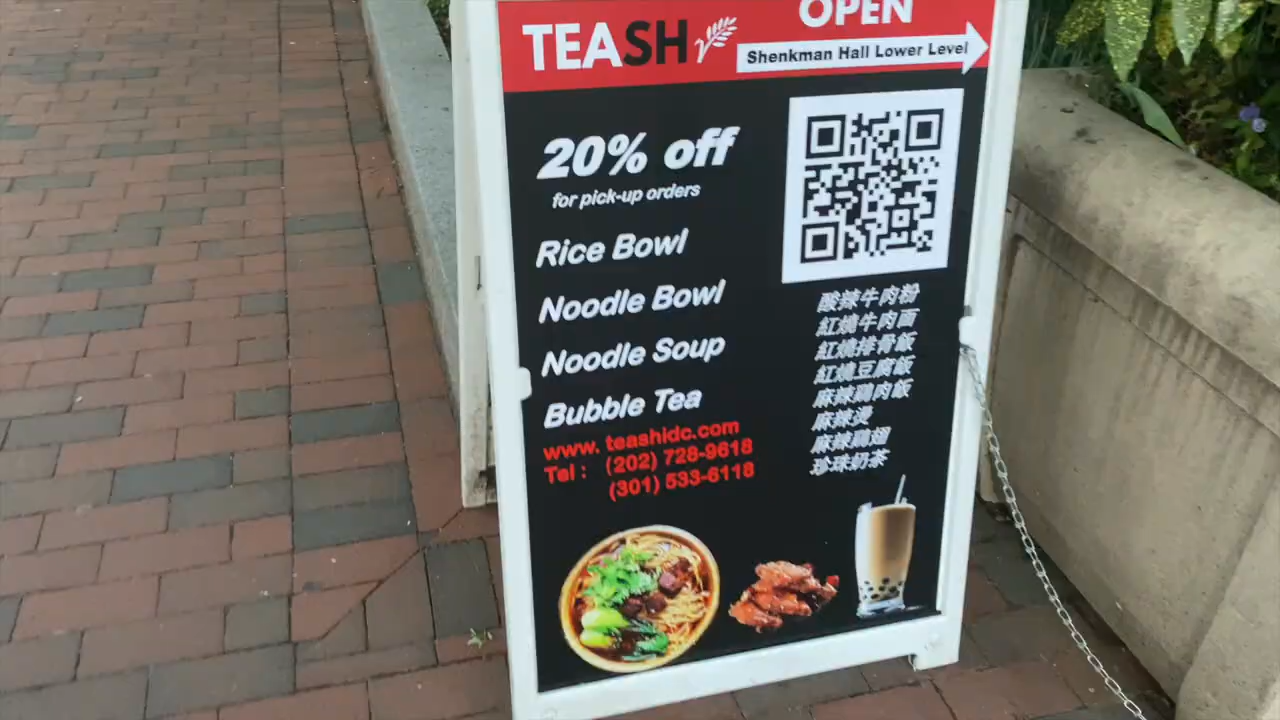 TEASH
OPEN
Shenkman Hall Lower Level
20% off
for pick-up orders
Rice Bowl
Noodle Bowl
Noodle Soup
Bubble Tea
www. teashidc.com
Tel : (202) 728-9618
(301) 533-6118
酸辣牛肉粉
紅燒牛肉面
紅燒排骨飯
紅燒豆腐飯
麻辣鷄肉飯
麻辣燙
麻辣鷄翅
珍珠奶茶